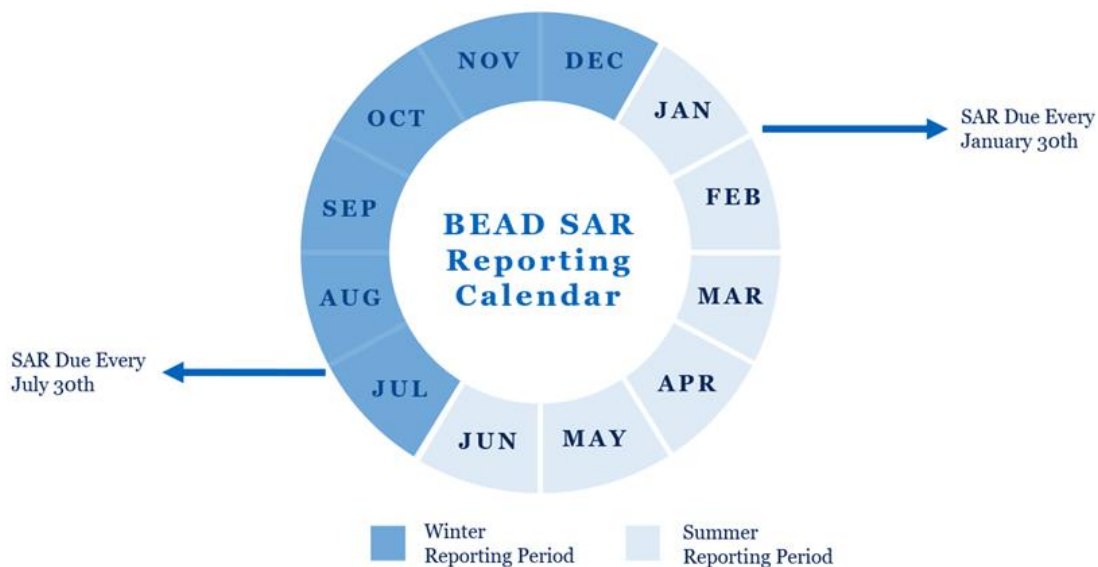 NOV
DEC
OCT
JAN
SAR Due Every
January 30th
SEP
FEB
BEAD SAR
Reporting
Calendar
AUG
MAR
SAR Due Every
July 30th
JUL
APR
JUN
MAY
Winter
Reporting Period
Summer
Reporting Period